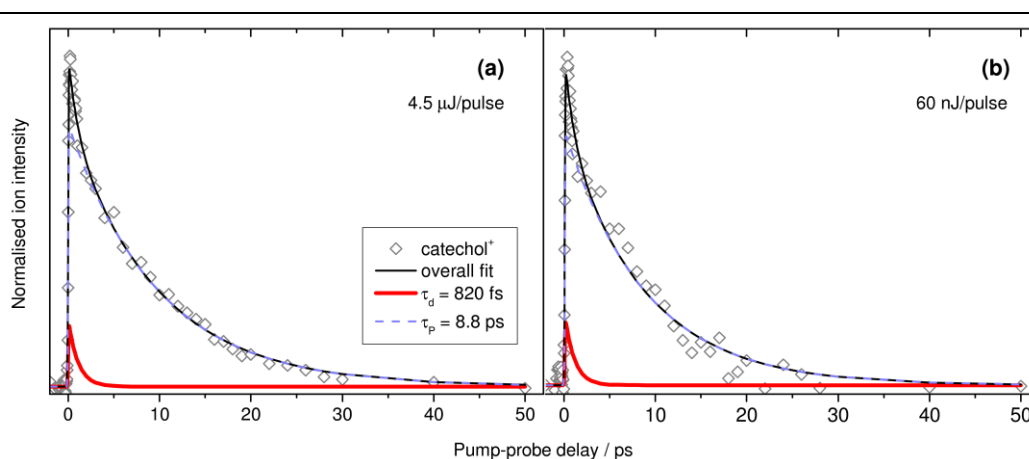 (a)
4.5 μJ/pulse
(b)
60 nJ/pulse
Normalised ion intensity
catechol⁺
overall fit
τd = 820 fs
τP = 8.8 ps
0 10 20 30 40 50
0 10 20 30 40 50
Pump-probe delay / ps